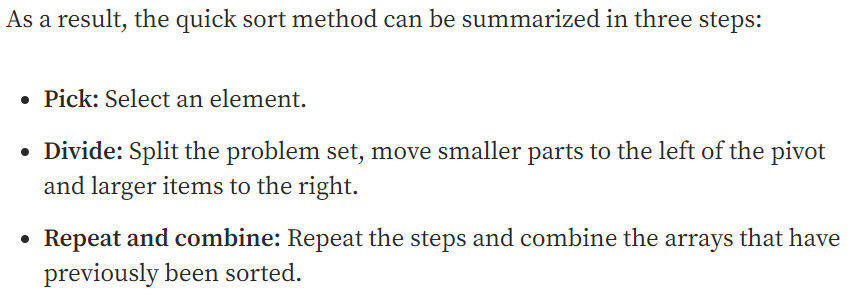 As a result, the quick sort method can be summarized in three steps:
• Pick: Select an element.
• Divide: Split the problem set, move smaller parts to the left of the pivot
and larger items to the right.
• Repeat and combine: Repeat the steps and combine the arrays that have
previously been sorted.